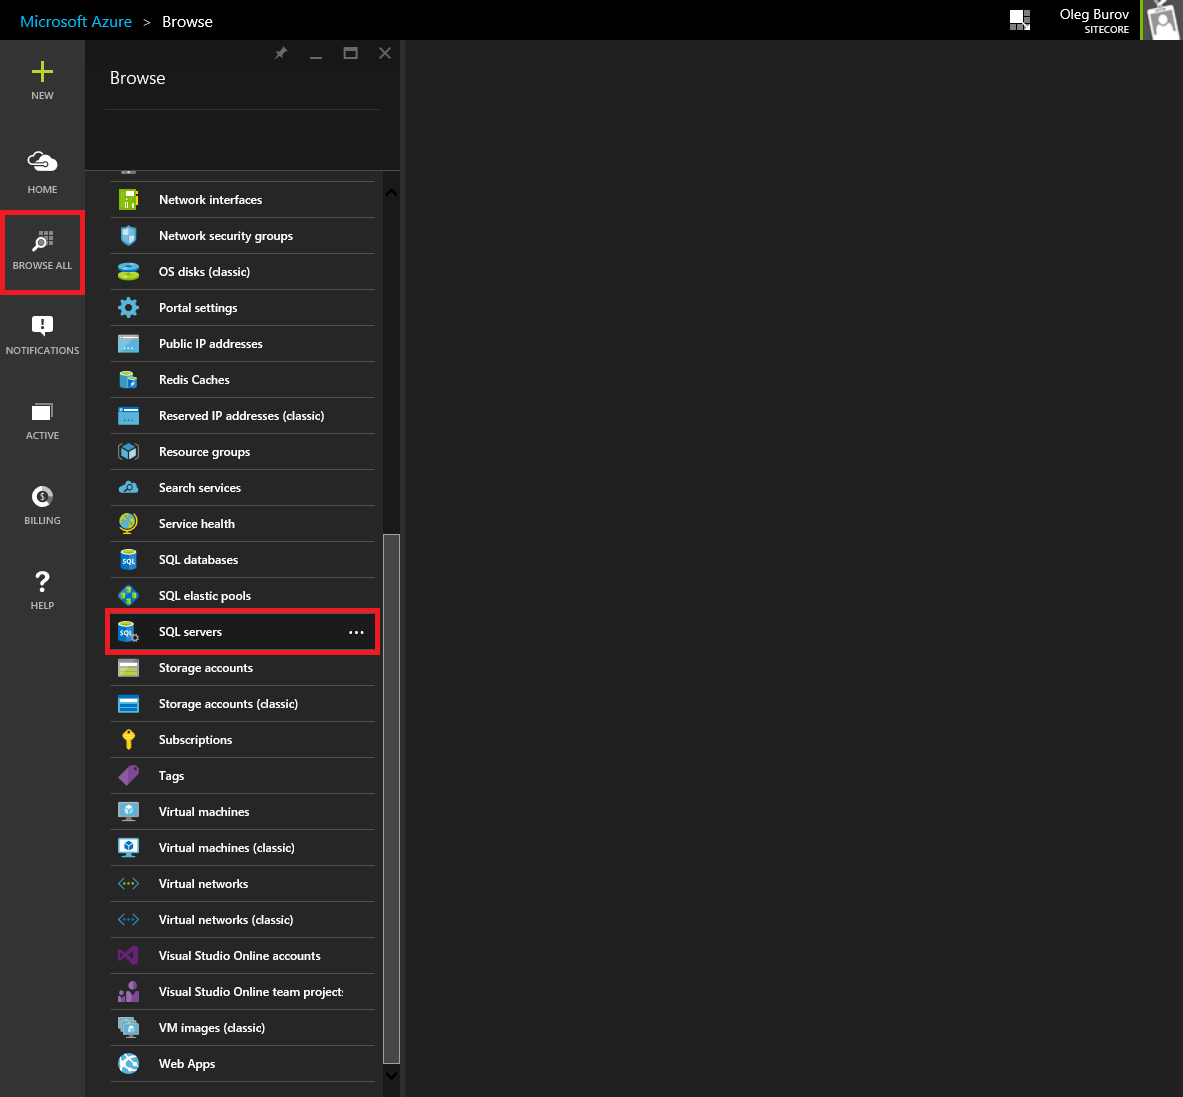 Microsoft Azure > Browse
Oleg Burov
SITECORE
NEW
HOME
BROWSE ALL
NOTIFICATIONS
ACTIVE
BILLING
HELP
Browse
Network interfaces
Network security groups
OS disks (classic)
Portal settings
Public IP addresses
Redis Caches
Reserved IP addresses (classic)
Resource groups
Search services
Service health
SQL databases
SQL elastic pools
SQL servers ...
Storage accounts
Storage accounts (classic)
Subscriptions
Tags
Virtual machines
Virtual machines (classic)
Virtual networks
Virtual networks (classic)
Visual Studio Online accounts
Visual Studio Online team projects
VM images (classic)
Web Apps